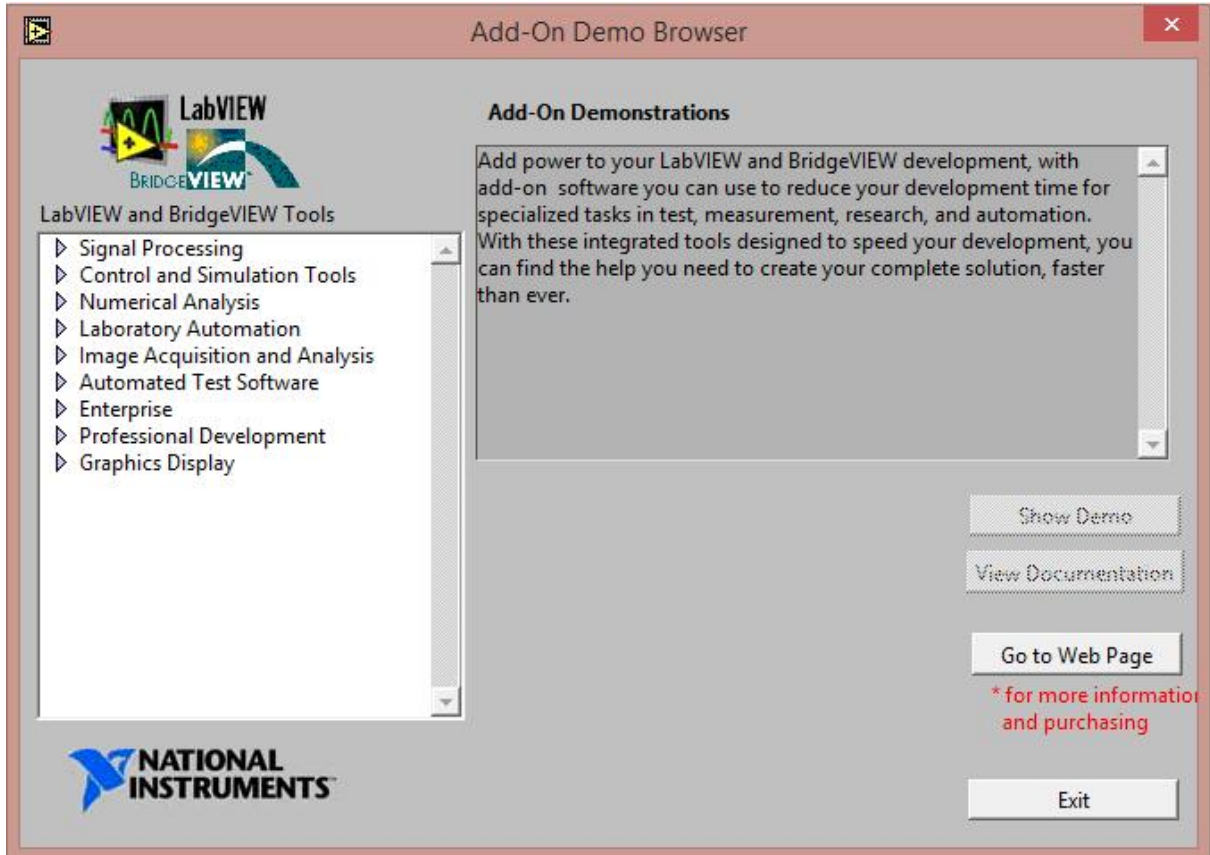 Add-On Demo Browser
LabVIEW
BRIDGEVIEW
LabVIEW and BridgeVIEW Tools
Signal Processing
Control and Simulation Tools
Numerical Analysis
Laboratory Automation
Image Acquisition and Analysis
Automated Test Software
Enterprise
Professional Development
Graphics Display
NATIONAL
INSTRUMENTS
Add-On Demonstrations
Add power to your LabVIEW and BridgeVIEW development, with
add-on  software you can use to reduce your development time for
specialized tasks in test, measurement, research, and automation.
With these integrated tools designed to speed your development, you
can find the help you need to create your complete solution, faster
than ever.
Show Demo
View Documentation
Go to Web Page
* for more information
and purchasing
Exit